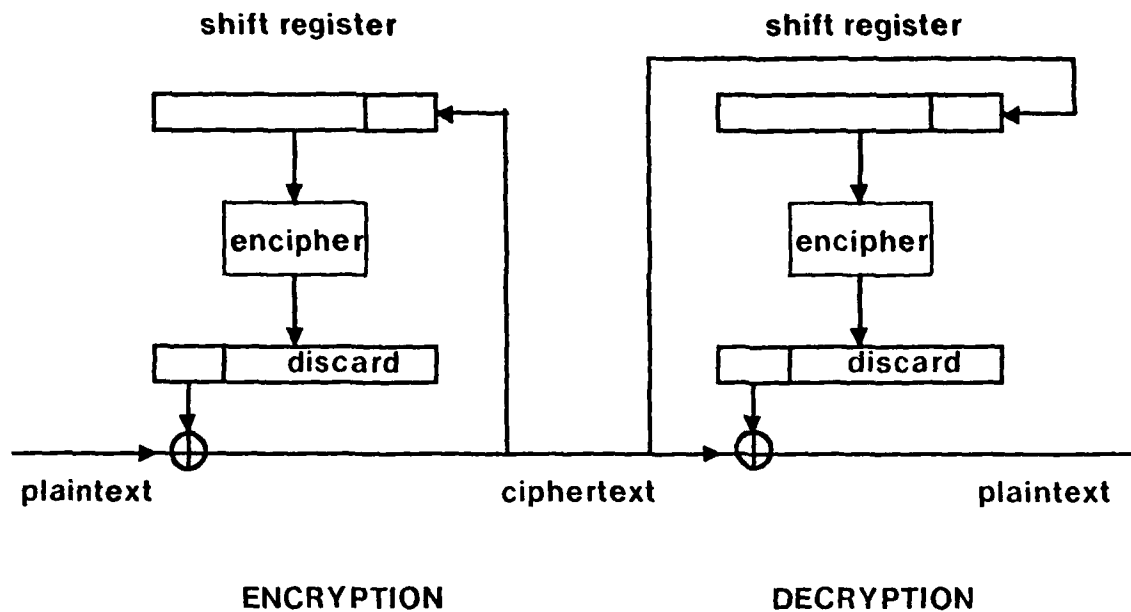 shift register
shift register
encipher
encipher
discard
discard
plaintext
ciphertext
plaintext
ENCRYPTION
DECRYPTION